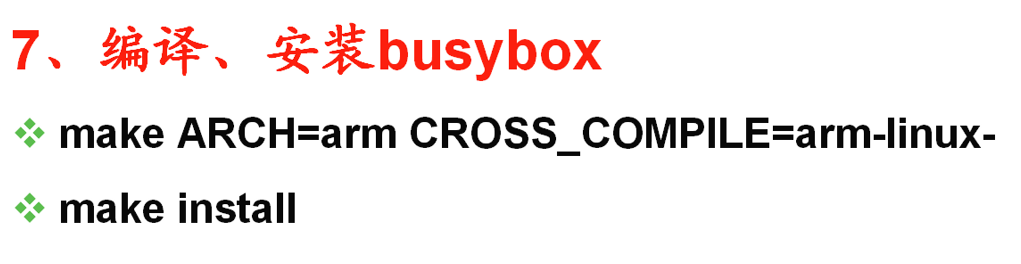 7、编译、安装busybox
make ARCH=arm CROSS_COMPILE=arm-linux-
make install